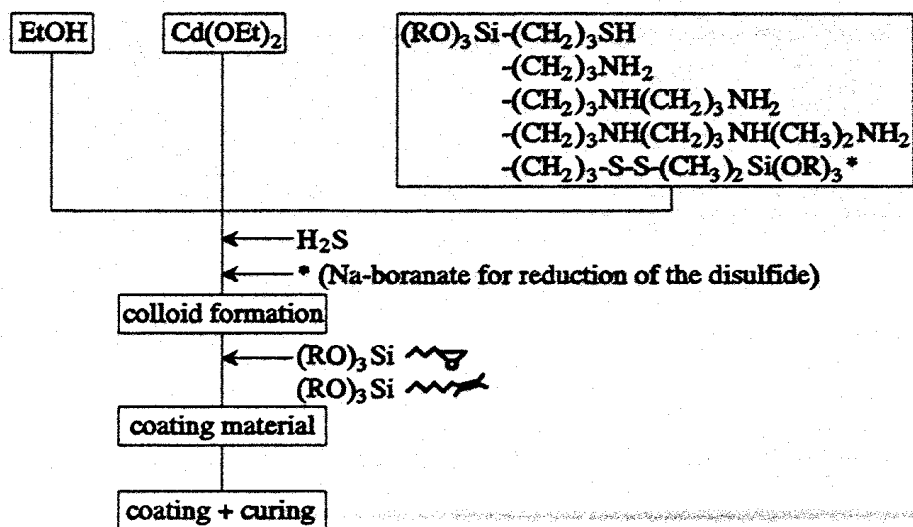 EtOH
Cd(OEt)₂
(RO)₃Si-(CH₂)₃SH
-(CH₂)₃NH₂
-(CH₂)₃NH(CH₂)₃NH₂
-(CH₂)₃NH(CH₂)₃NH(CH₃)₂NH₂
-(CH₂)₃-S-S-(CH₃)₂Si(OR)₃*
H₂S
* (Na-boranate for reduction of the disulfide)
colloid formation
(RO)₃Si
(RO)₃Si
coating material
coating + curing